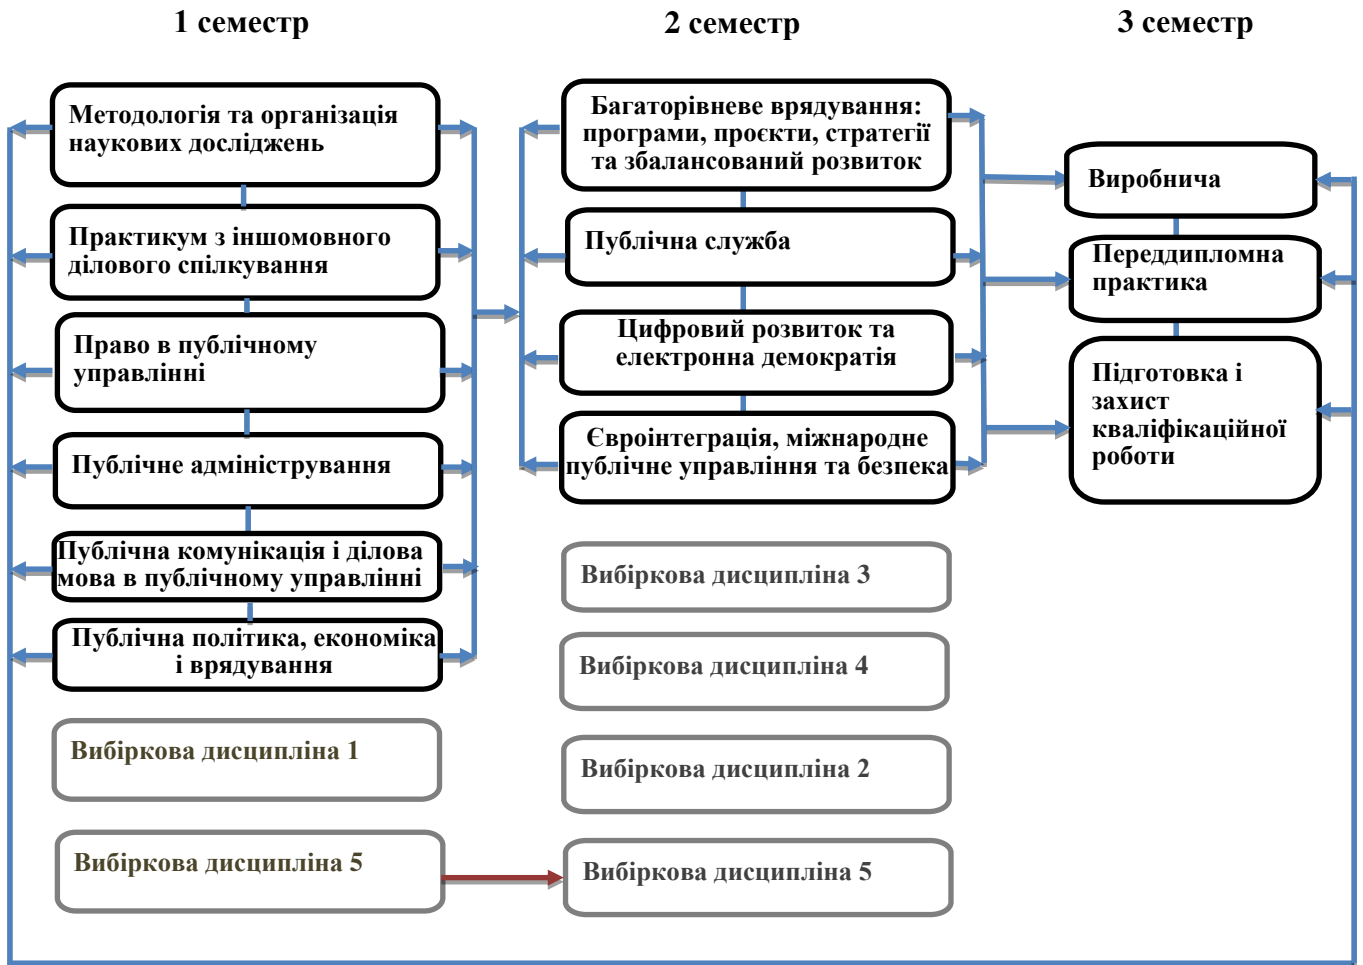 1 семестр
2 семестр
3 семестр
Методологія та організація
наукових досліджень
Практикум з іншомовного
ділового спілкування
Право в публічному
управлінні
Публічне адміністрування
Публічна комунікація і ділова
мова в публічному управлінні
Публічна політика, економіка
і врядування
Вибіркова дисципліна 1
Вибіркова дисципліна 5
Багаторівневе врядування:
програми, проєкти, стратегії
та збалансований розвиток
Публічна служба
Цифровий розвиток та
електронна демократія
Євроінтеграція, міжнародне
публічне управління та безпека
Вибіркова дисципліна 3
Вибіркова дисципліна 4
Вибіркова дисципліна 2
Вибіркова дисципліна 5
Виробнича
Переддипломна
практика
Підготовка і
захист
кваліфікаційної
роботи